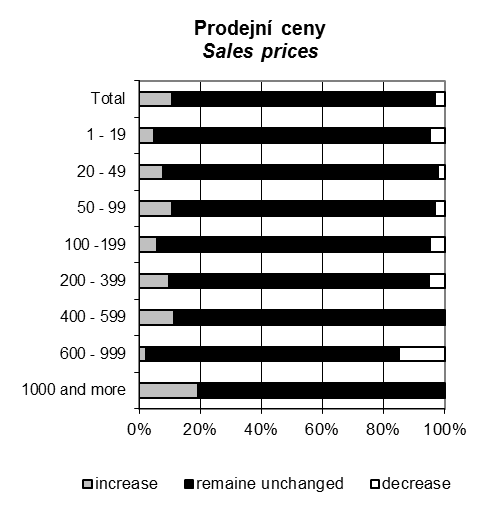 Prodejní ceny
Sales prices
Total
1 - 19
20 - 49
50 - 99
100 -199
200 - 399
400 - 599
600 - 999
1000 and more
0% 20% 40% 60% 80% 100%
increase remaine unchanged decrease